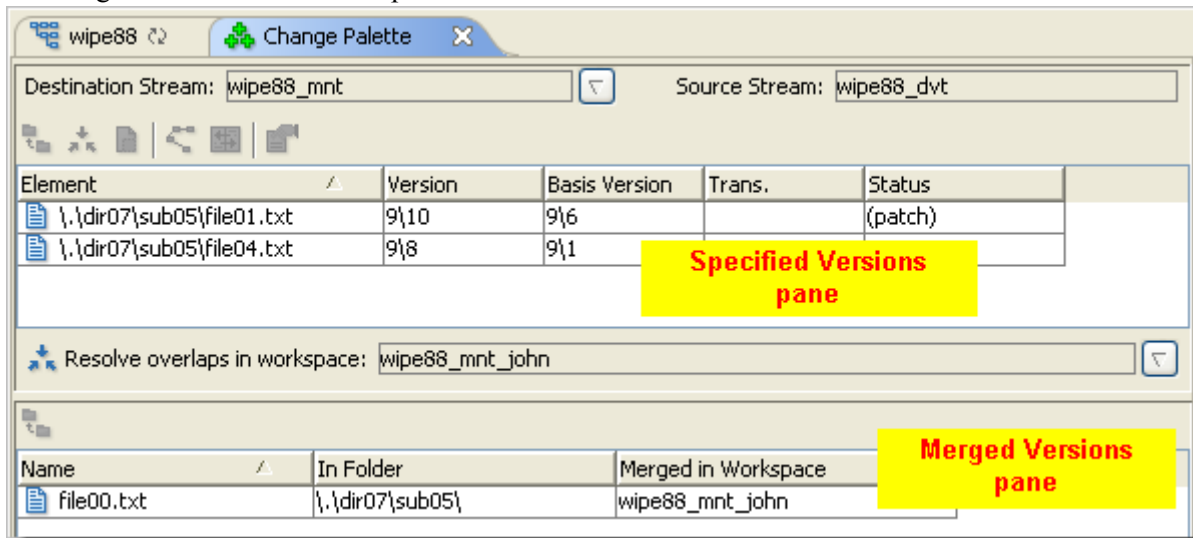 wipe88 Change Palette
Destination Stream: wipe88_mnt Source Stream: wipe88_dvt
Element Version Basis Version Trans. Status
\.\dir07\sub05\file01.txt 9\10 9\6 (patch)
\.\dir07\sub05\file04.txt 9\8 9\1
Specified Versions
pane
Resolve overlaps in workspace: wipe88_mnt_john
Merged Versions
pane
Name In Folder Merged in Workspace
file00.txt \.\dir07\sub05\ wipe88_mnt_john